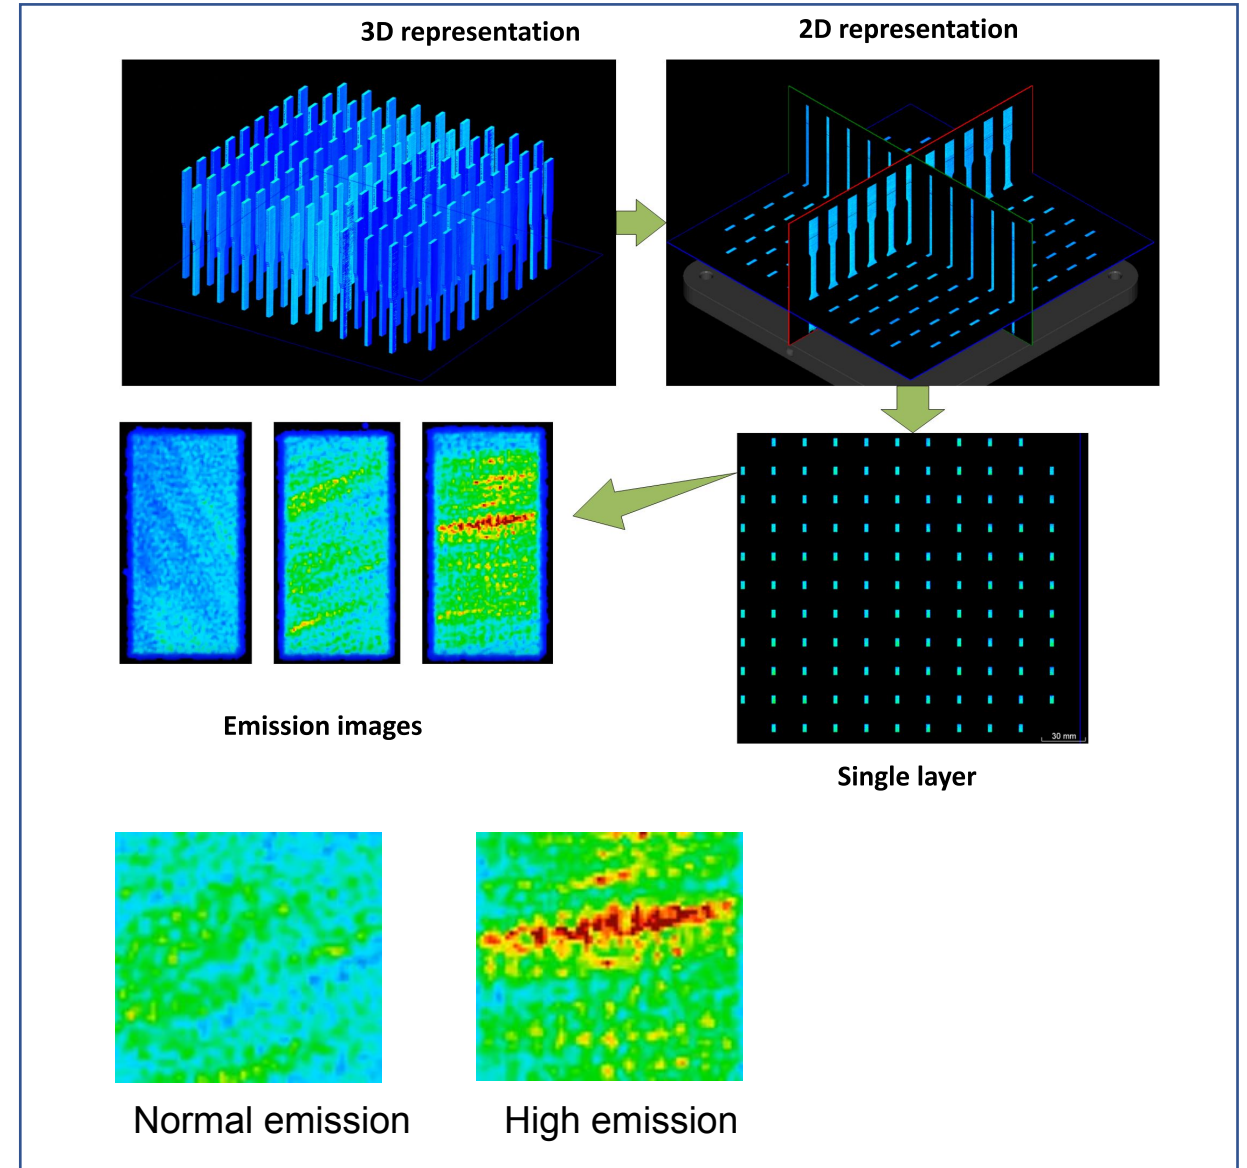 3D representation
2D representation
Emission images
30 mm
Single layer
Normal emission
High emission